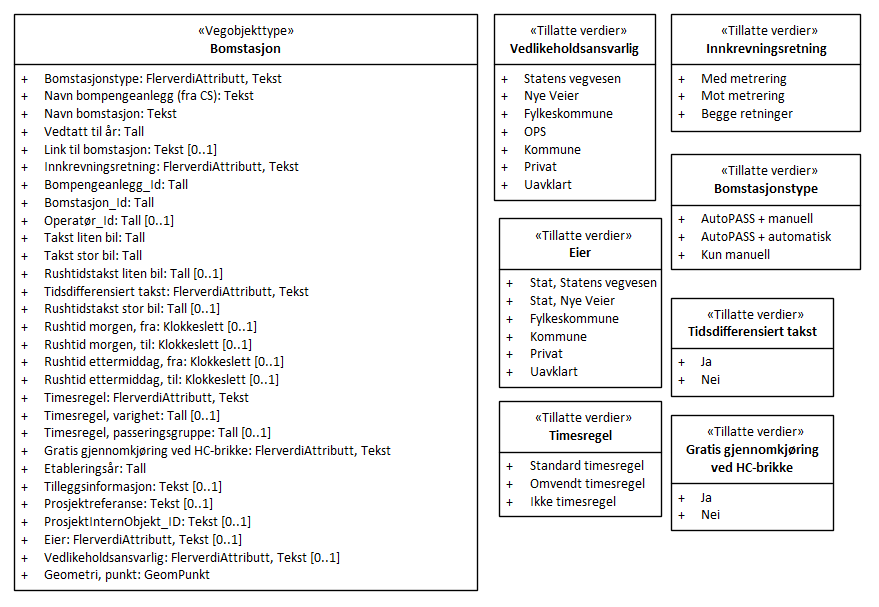 «Vegobjekttype»
Bomstasjon
+ Bomstasjonstype: FlerverdiAttributt, Tekst
+ Navn bompengeanlegg (fra CS): Tekst
+ Navn bomstasjon: Tekst
+ Vedtatt til år: Tall
+ Link til bomstasjon: Tekst [0..1]
+ Innkrevningsretning: FlerverdiAttributt, Tekst
+ Bompengeanlegg_Id: Tall
+ Bomstasjon_Id: Tall
+ Operatør_Id: Tall [0..1]
+ Takst liten bil: Tall
+ Takst stor bil: Tall
+ Rushtidstakst liten bil: Tall [0..1]
+ Tidsdifferensiert takst: FlerverdiAttributt, Tekst
+ Rushtidstakst stor bil: Tall [0..1]
+ Rushtid morgen, fra: Klokkeslett [0..1]
+ Rushtid morgen, til: Klokkeslett [0..1]
+ Rushtid ettermiddag, fra: Klokkeslett [0..1]
+ Rushtid ettermiddag, til: Klokkeslett [0..1]
+ Timesregel: FlerverdiAttributt, Tekst
+ Timesregel, varighet: Tall [0..1]
+ Timesregel, passeringsgruppe: Tall [0..1]
+ Gratis gjennomkjøring ved HC-brikke: FlerverdiAttributt, Tekst
+ Etableringsår: Tall
+ Tilleggsinformasjon: Tekst [0..1]
+ Prosjektreferanse: Tekst [0..1]
+ ProsjektInternObjekt_ID: Tekst [0..1]
+ Eier: FlerverdiAttributt, Tekst [0..1]
+ Vedlikeholdsansvarlig: FlerverdiAttributt, Tekst [0..1]
+ Geometri, punkt: GeomPunkt
«Tillatte verdier»
Vedlikeholdsansvarlig
+ Statens vegvesen
+ Nye Veier
+ Fylkeskommune
+ OPS
+ Kommune
+ Privat
+ Uavklart
«Tillatte verdier»
Eier
+ Stat, Statens vegvesen
+ Stat, Nye Veier
+ Fylkeskommune
+ Kommune
+ Privat
+ Uavklart
«Tillatte verdier»
Timesregel
+ Standard timesregel
+ Omvendt timesregel
+ Ikke timesregel
«Tillatte verdier»
Innkrevningsretning
+ Med metrering
+ Mot metrering
+ Begge retninger
«Tillatte verdier»
Bomstasjonstype
+ AutoPASS + manuell
+ AutoPASS + automatisk
+ Kun manuell
«Tillatte verdier»
Tidsdifferensiert takst
+ Ja
+ Nei
«Tillatte verdier»
Gratis gjennomkjøring
ved HC-brikke
+ Ja
+ Nei